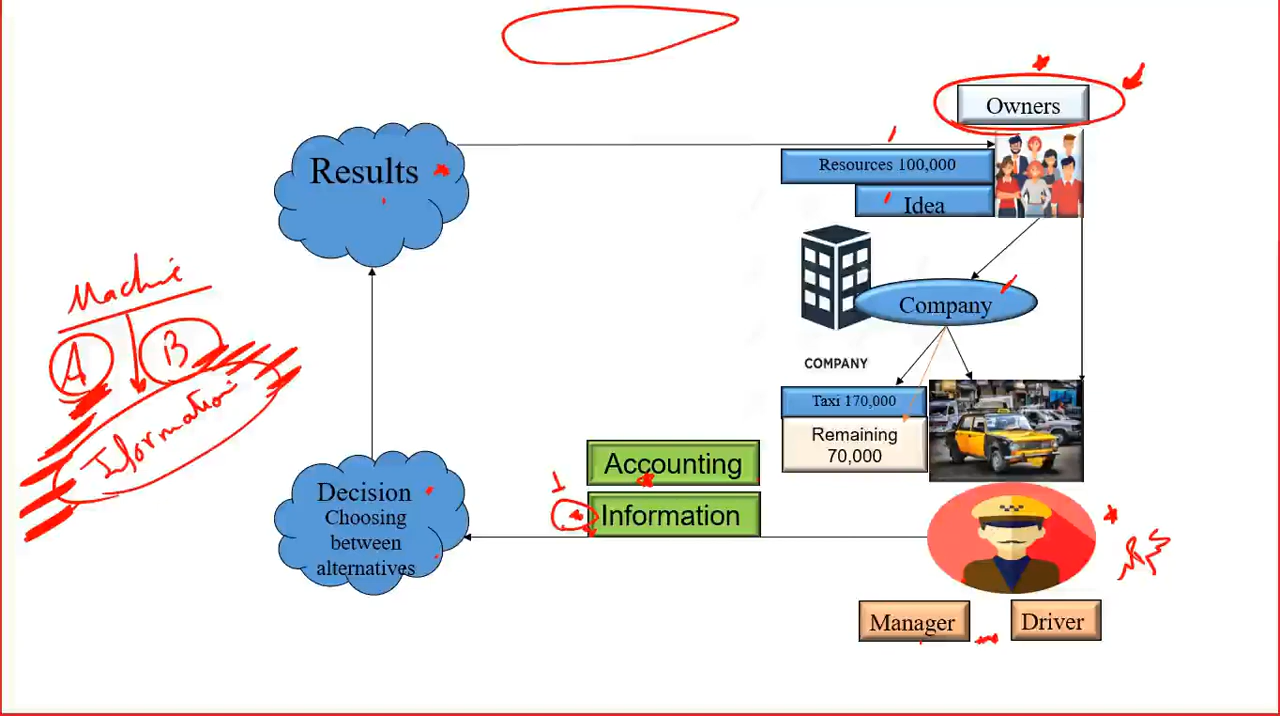 Owners
Resources 100,000
Idea
Results
Company
COMPANY
Machine
A
B
Information
Taxi 170,000
Remaining
70,000
Accounting
1
Information
Decision
Choosing
between
alternatives
Manager
Driver